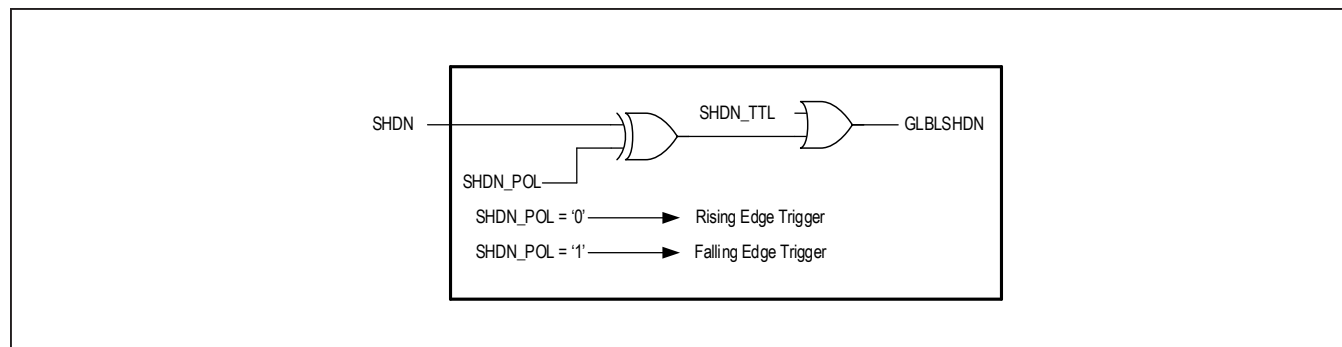 SHDN_TTL
SHDN
GLBLSHDN
SHDN_POL
SHDN_POL = ‘0’ Rising Edge Trigger
SHDN_POL = ‘1’ Falling Edge Trigger